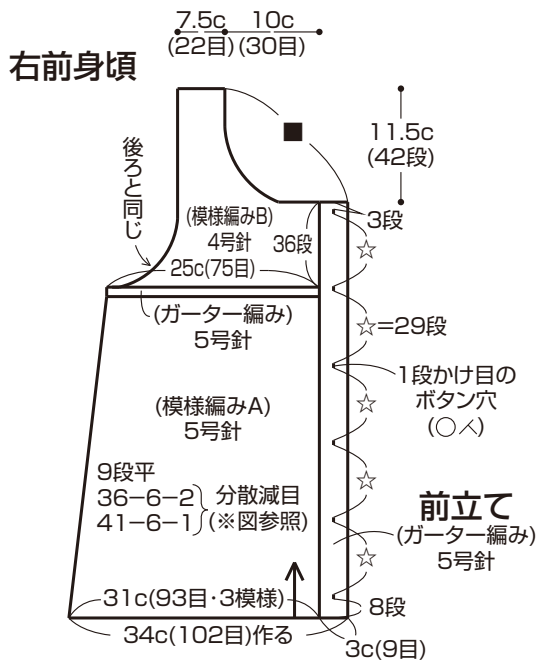 7.5c 10c
(22目)(30目)
右前身頃
■
11.5c
(42段)
後ろと同じ
(模様編みB)
4号針
36段
3段
☆
25c(75目)
(ガーター編み)
5号針
☆=29段
1段かけ目の
ボタン穴
(○⋌)
☆
(模様編みA)
5号針
☆
9段平
36−6−2
41−6−1
分散減目
(※図参照)
前立て
(ガーター編み)
5号針
☆
31c(93目・3模様)
8段
34c(102目)作る
3c(9目)